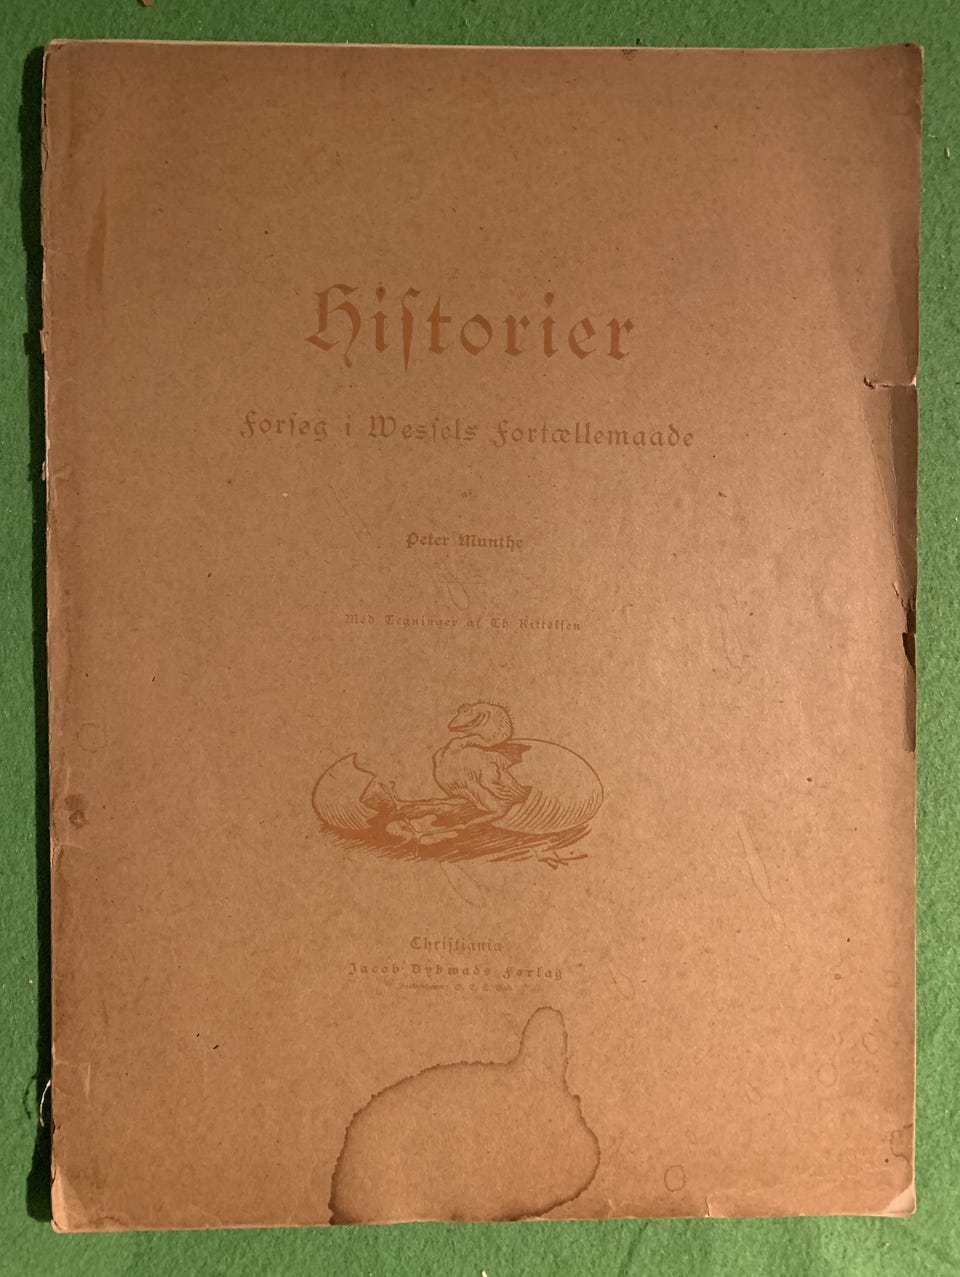 Hiſtorier
Forſøg i Wesſels Fortællemaade
af
Peter Munthe
Med Tegninger af Th. Kittelſen
Chriſtiania
Jacob Dybwads Forlag